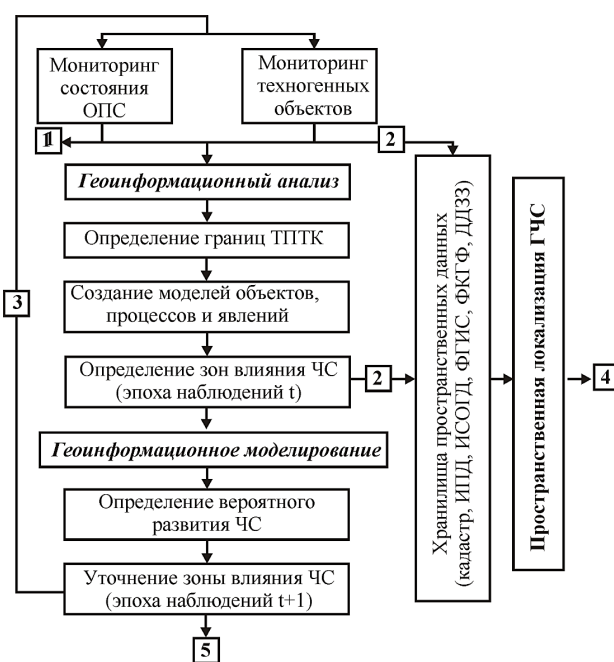 Мониторинг
состояния
ОПС
Мониторинг
техногенных
объектов
1
2
Геоинформационный анализ
Определение границ ТПТК
Создание моделей объектов,
процессов и явлений
3
Определение зон влияния ЧС
(эпоха наблюдений t)
2
Геоинформационное моделирование
Определение вероятного
развития ЧС
Уточнение зоны влияния ЧС
(эпоха наблюдений t+1)
5
Хранилища пространственных данных
(кадастр, ИПД, ИСОГД, ФГИС, ФКГФ, ДДЗЗ)
Пространственная локализация ГЧС
4